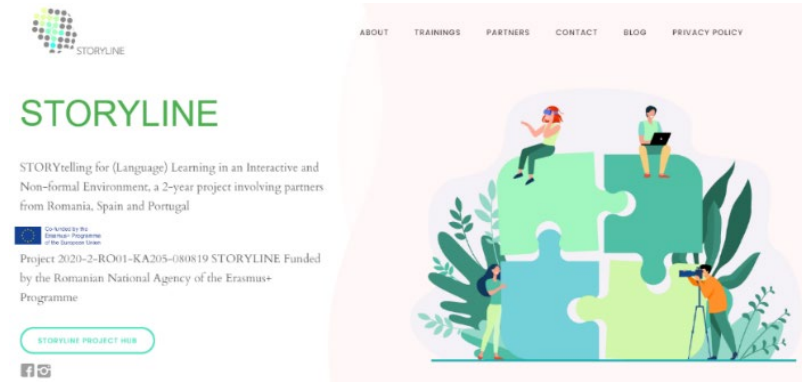 STORYLINE
ABOUT TRAININGS PARTNERS CONTACT BLOG PRIVACY POLICY
STORYLINE
STORYtelling for (Language) Learning in an Interactive and
Non-formal Environment, a 2-year project involving partners
from Romania, Spain and Portugal
Co-funded by the
Erasmus+ Programme
of the European Union
Project 2020-2-RO01-KA205-080819 STORYLINE Funded
by the Romanian National Agency of the Erasmus+
Programme
STORYLINE PROJECT HUB